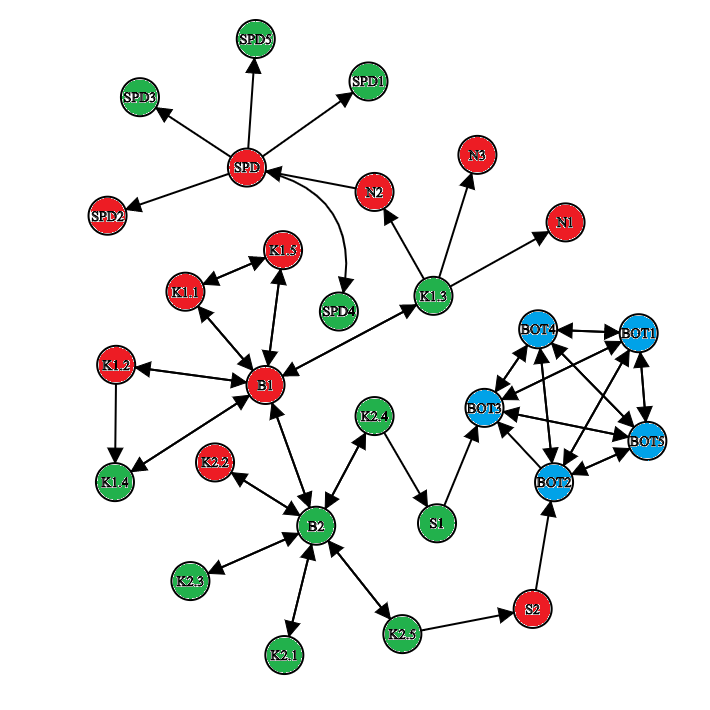 SPD5
SPD1
SPD3
N3
SPD
N2
SPD2
N1
K1.5
K1.1
K1.3
SPD4
BOT4
BOT1
K1.2
B1
BOT3
K2.4
BOT5
K2.2
K1.4
BOT2
S1
B2
K2.3
S2
K2.5
K2.1